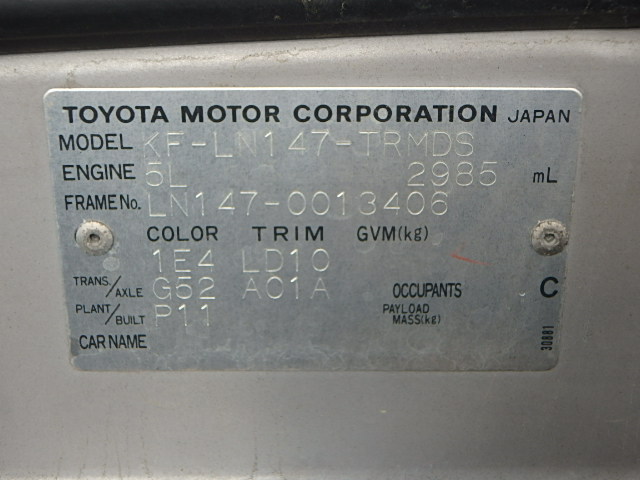 TOYOTA MOTOR CORPORATION JAPAN
MODEL KF-LN147-TRMDS
ENGINE 5L 2985 mL
FRAME No. LN147-0013406
COLOR TRIM GVM(kg)
1E4 LD10
TRANS./AXLE G52 A01A OCCUPANTS C
PLANT/BUILT P11 PAYLOAD MASS(kg)
CAR NAME
30881